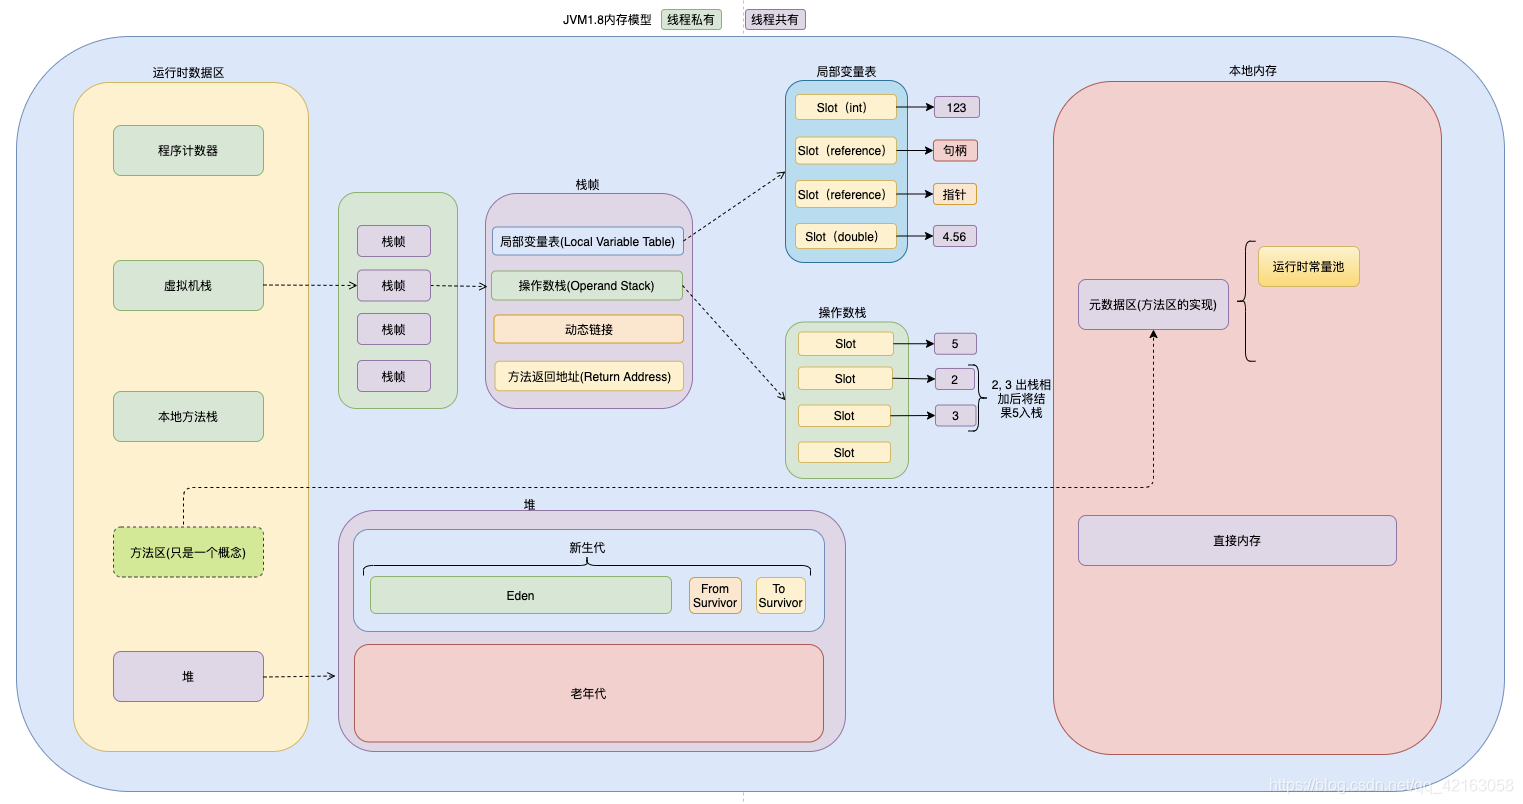 JVM1.8内存模型
线程私有
线程共有
运行时数据区
程序计数器
虚拟机栈
本地方法栈
方法区(只是一个概念)
堆
栈帧
栈帧
栈帧
栈帧
栈帧
局部变量表(Local Variable Table)
操作数栈(Operand Stack)
动态链接
方法返回地址(Return Address)
局部变量表
Slot（int）
123
Slot（reference）
句柄
Slot（reference）
指针
Slot（double）
4.56
操作数栈
Slot
5
Slot
2
Slot
3
Slot
2, 3 出栈相
加后将结
果5入栈
堆
新生代
Eden
From
Survivor
To
Survivor
老年代
本地内存
元数据区(方法区的实现)
运行时常量池
直接内存
https://blog.csdn.net/qq_42163058